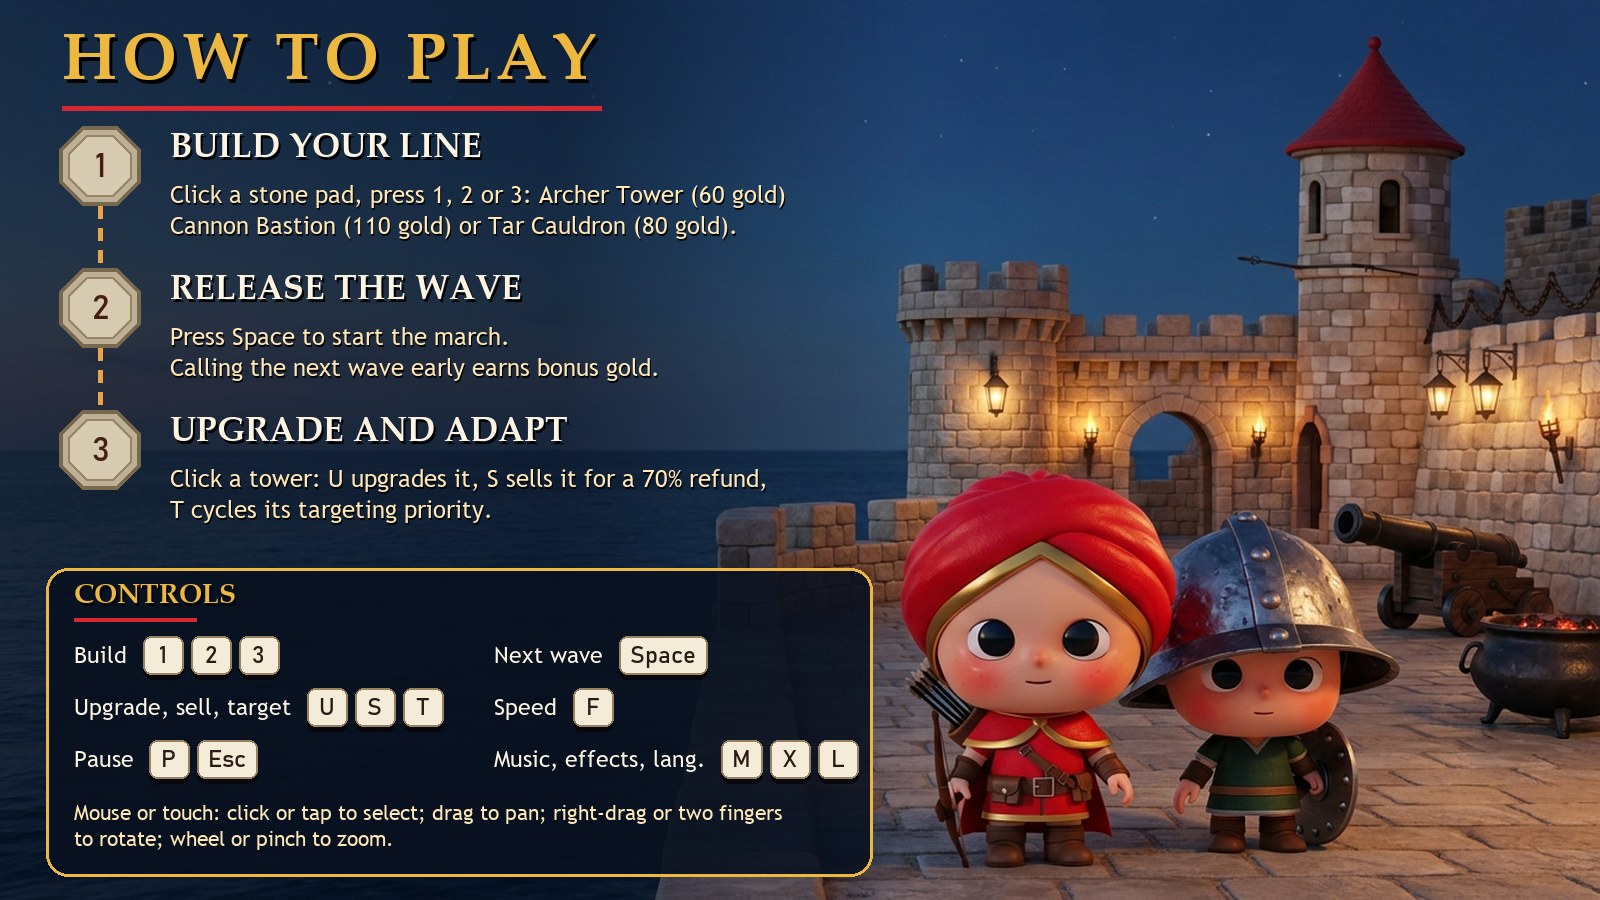 HOW TO PLAY
1
BUILD YOUR LINE
Click a stone pad, press 1, 2 or 3: Archer Tower (60 gold)
Cannon Bastion (110 gold) or Tar Cauldron (80 gold).
2
RELEASE THE WAVE
Press Space to start the march.
Calling the next wave early earns bonus gold.
3
UPGRADE AND ADAPT
Click a tower: U upgrades it, S sells it for a 70% refund,
T cycles its targeting priority.
CONTROLS
Build 1 2 3
Next wave Space
Upgrade, sell, target U S T
Speed F
Pause P Esc
Music, effects, lang. M X L
Mouse or touch: click or tap to select; drag to pan; right-drag or two fingers
to rotate; wheel or pinch to zoom.